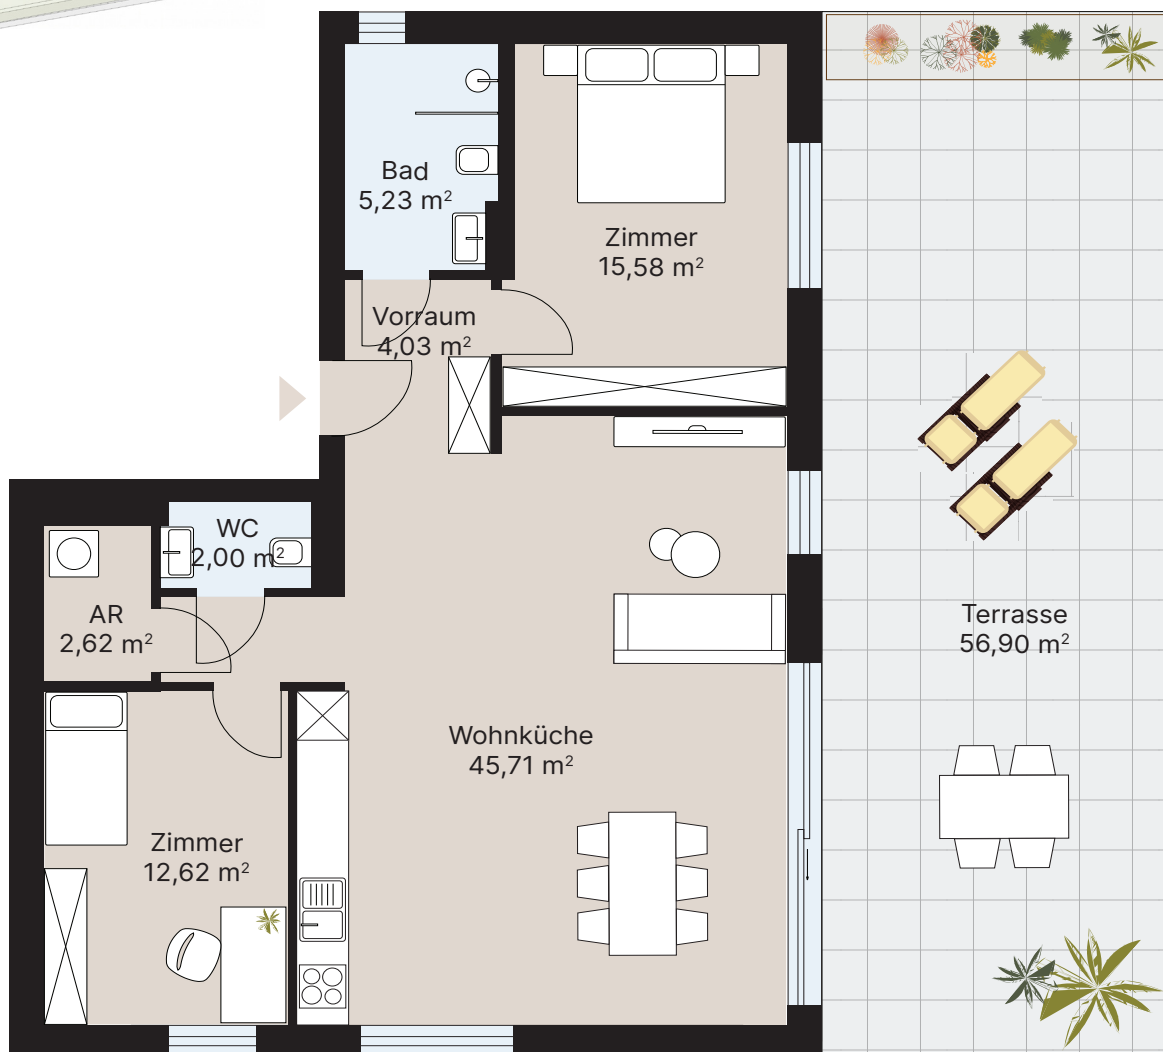 Bad
5,23 m²
Zimmer
15,58 m²
Vorraum
4,03 m²
WC
2,00 m²
AR
2,62 m²
Terrasse
56,90 m²
Wohnküche
45,71 m²
Zimmer
12,62 m²